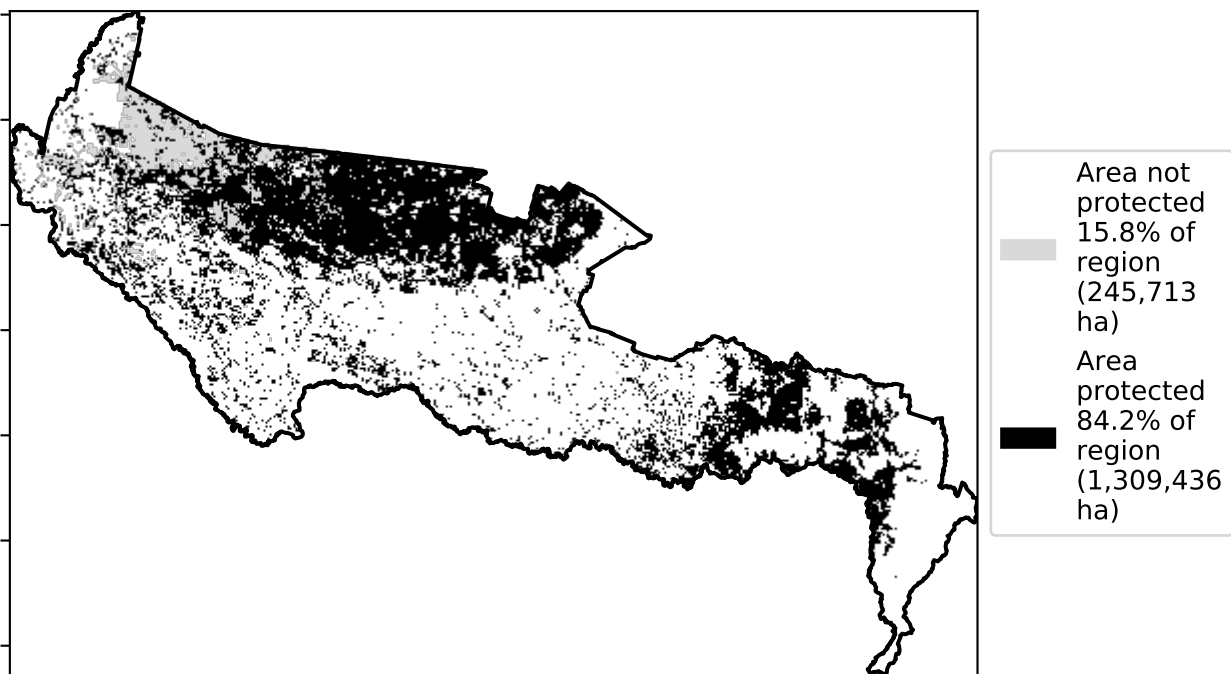 Area not
protected
15.8% of
region
(245,713
ha)
Area
protected
84.2% of
region
(1,309,436
ha)